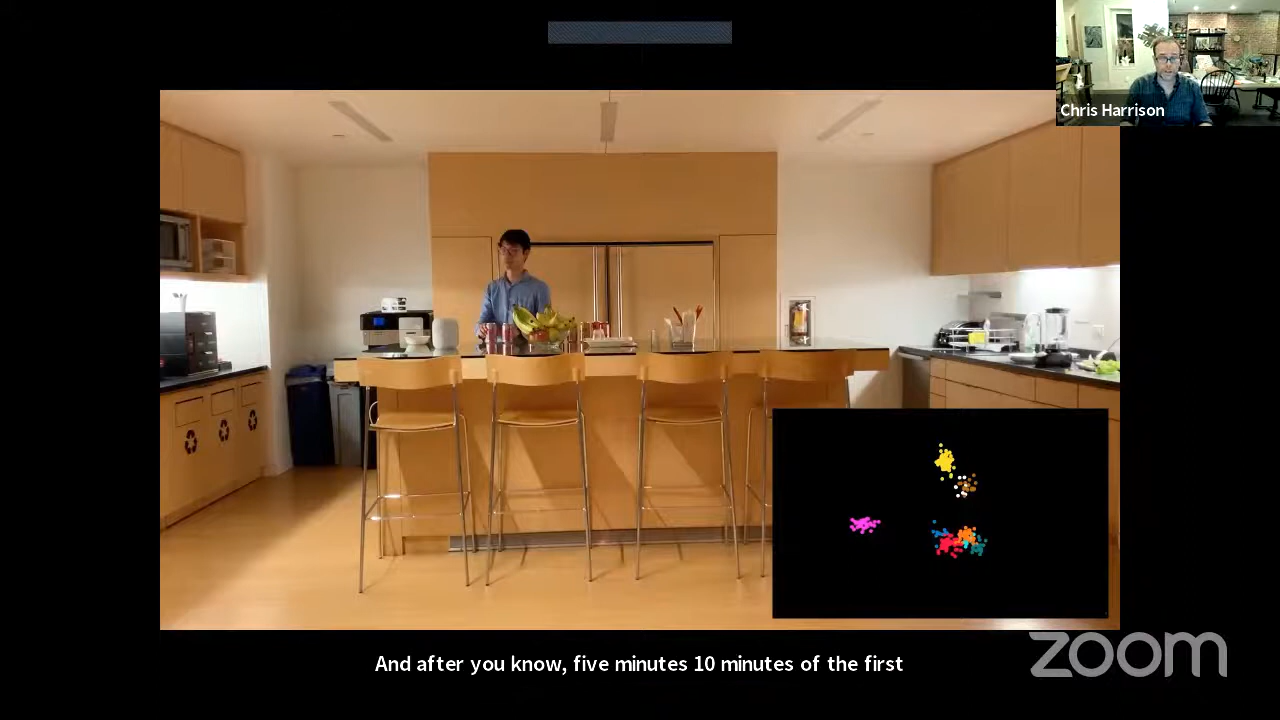 Chris Harrison
And after you know, five minutes 10 minutes of the first
zoom